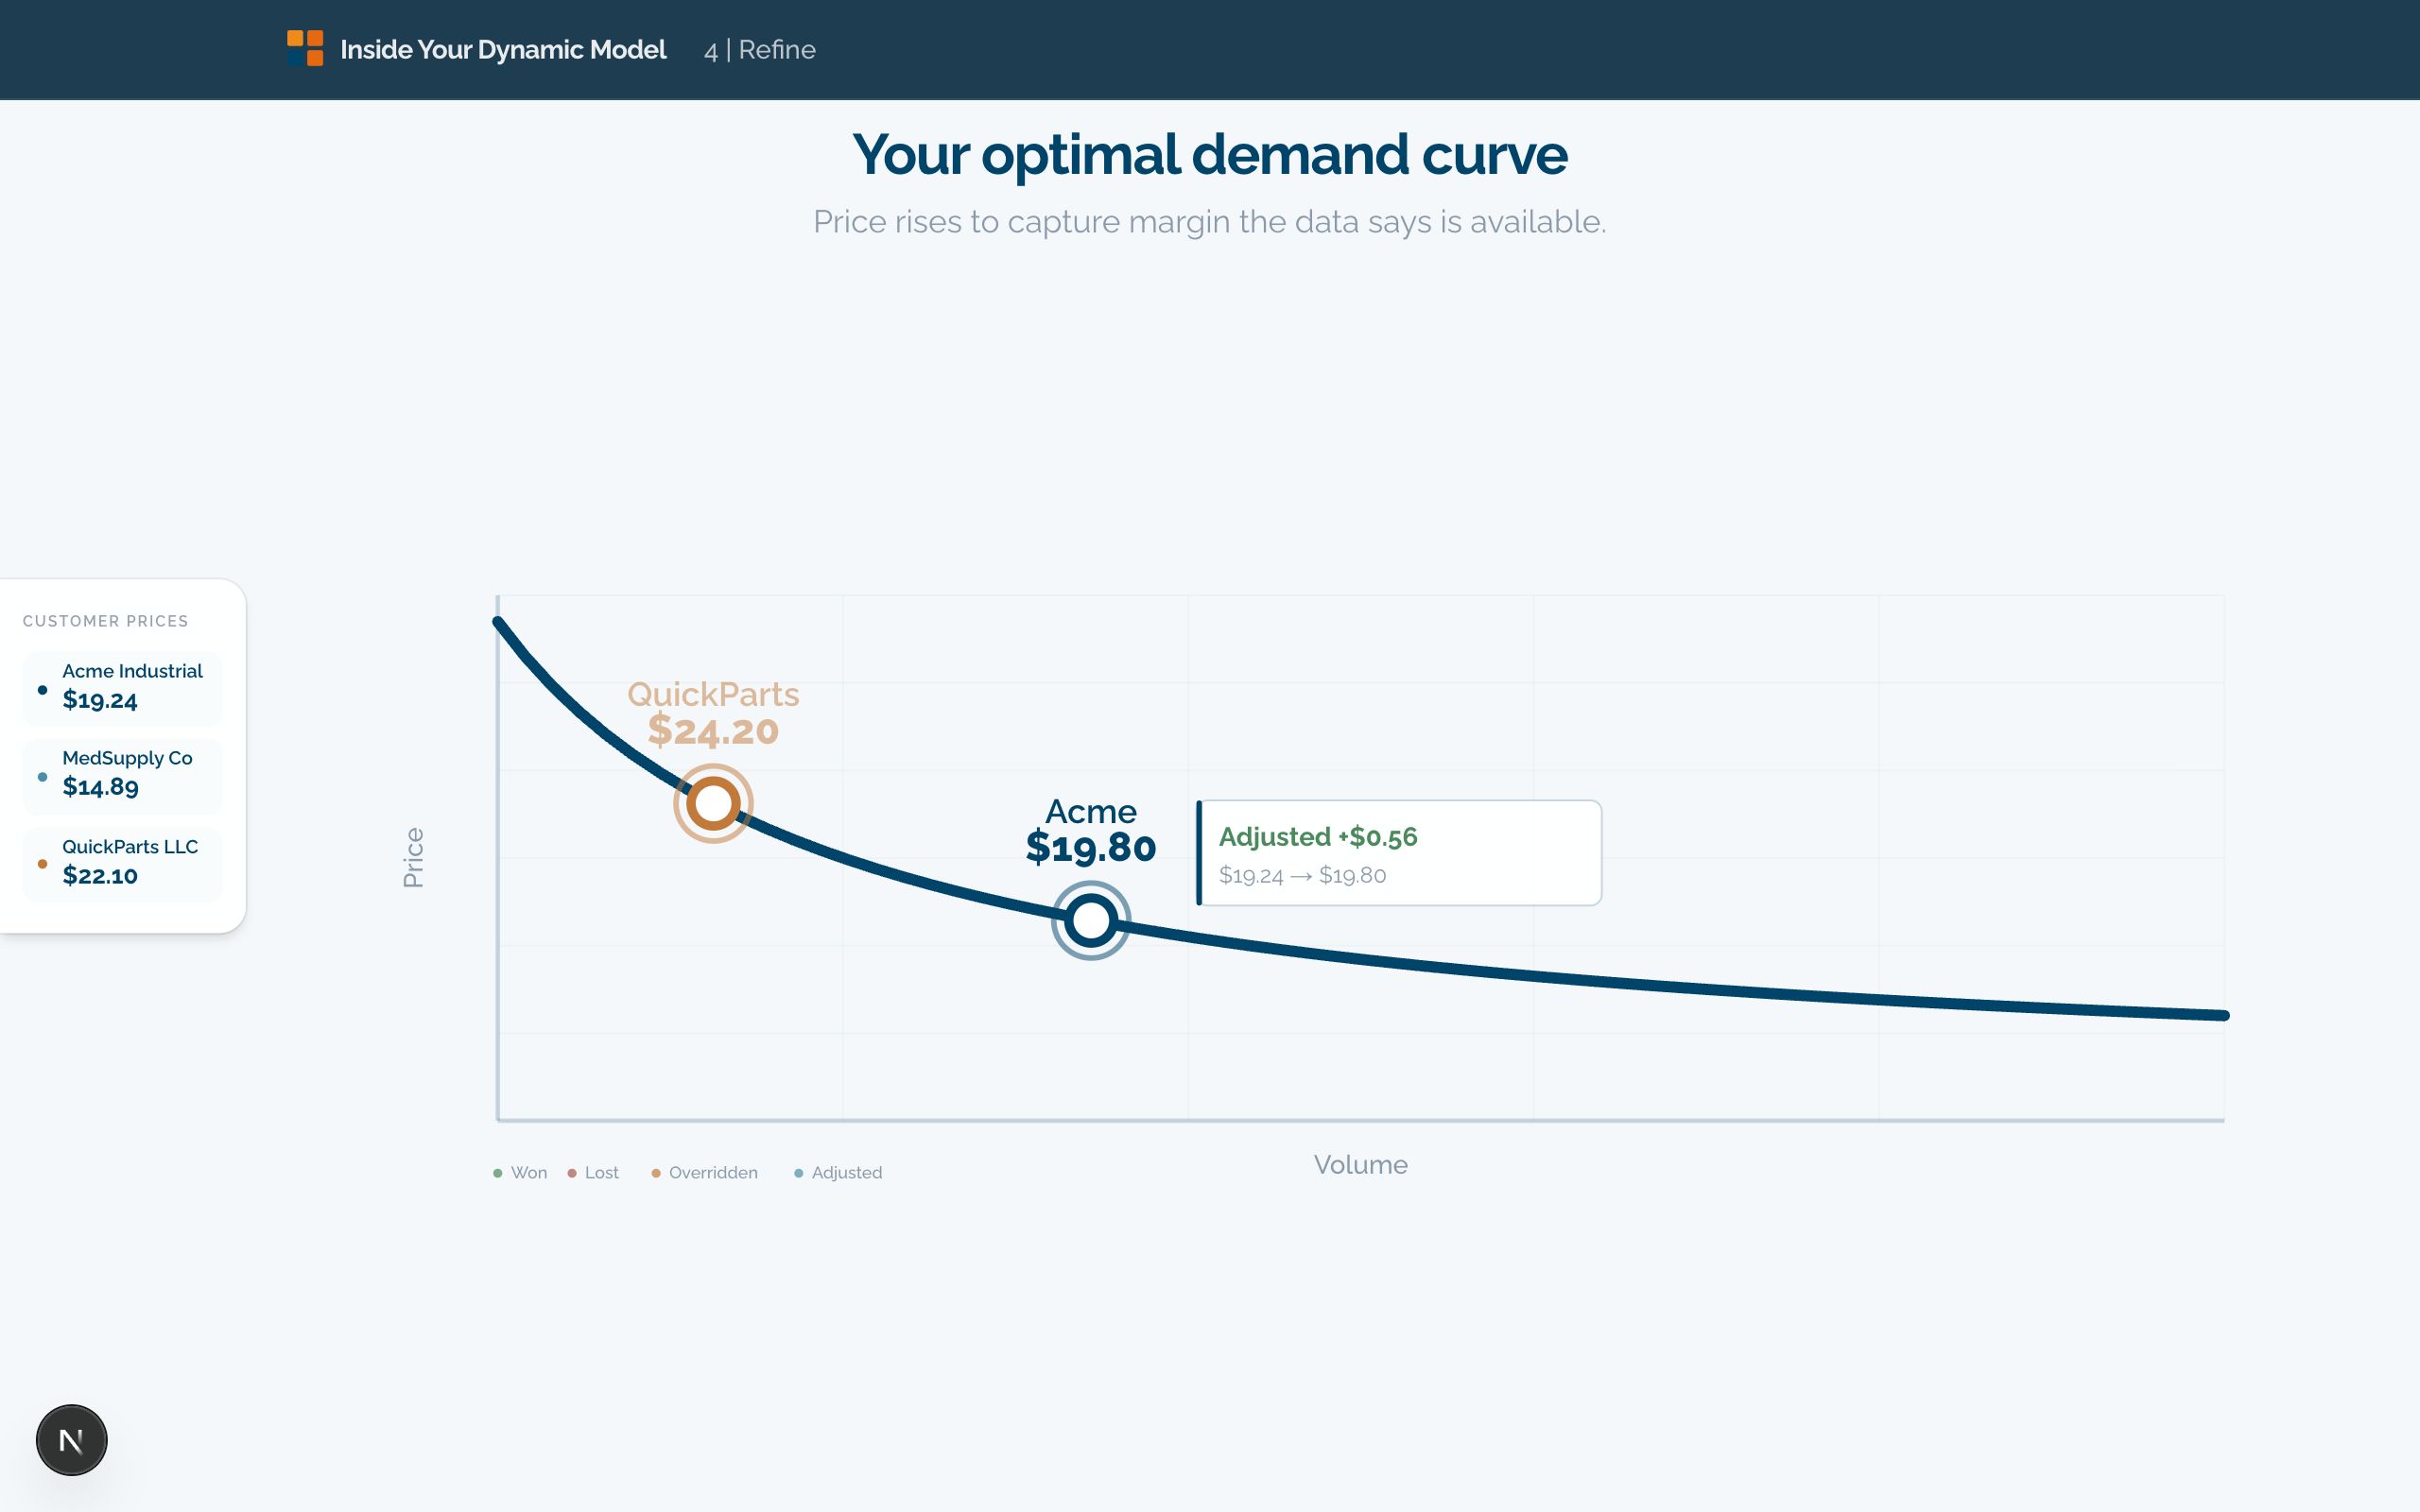 Inside Your Dynamic Model
4 | Refine
Your optimal demand curve
Price rises to capture margin the data says is available.
CUSTOMER PRICES
Acme Industrial
$19.24
MedSupply Co
$14.89
QuickParts LLC
$22.10
Price
QuickParts
$24.20
Acme
$19.80
Adjusted +$0.56
$19.24 → $19.80
Won
Lost
Overridden
Adjusted
Volume
N